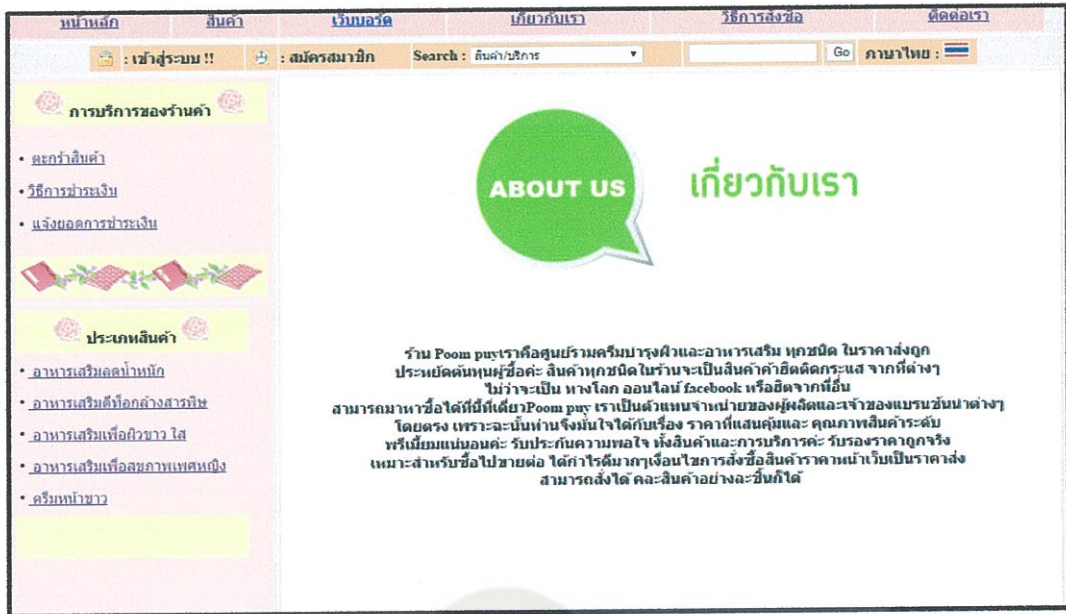 หน้าหลัก สินค้า เว็บบอร์ด เกี่ยวกับเรา วิธีการสั่งซื้อ ติดต่อเรา
: เข้าสู่ระบบ !! : สมัครสมาชิก Search : สินค้า/บริการ Go ภาษาไทย :
การบริการของร้านค้า
• ตะกร้าสินค้า
• วิธีการชำระเงิน
• แจ้งยอดการชำระเงิน
ประเภทสินค้า
• อาหารเสริมลดน้ำหนัก
• อาหารเสริมดีท็อกล้างสารพิษ
• อาหารเสริมเพื่อผิวขาว ใส
• อาหารเสริมเพื่อสุขภาพเพศหญิง
• ครีมหน้าขาว
ABOUT US เกี่ยวกับเรา
ร้าน Poom puyเราคือศูนย์รวมครีมบำรุงผิวและอาหารเสริม ทุกชนิด ในราคาส่งถูก
ประหยัดต้นทุนผู้ซื้อค่ะ สินค้าทุกชนิดในร้านจะเป็นสินค้าค้าฮิตติดกระแส จากที่ต่างๆ
ไม่ว่าจะเป็น ทางโลก ออนไลน์ facebook หรือฮิตจากที่อื่น
สามารถมาหาซื้อได้ที่นี่ที่เดียวPoom puy เราเป็นตัวแทนจำหน่ายของผู้ผลิตและเจ้าของแบรนชั้นนำต่างๆ
โดยตรง เพราะฉะนั้นท่านจึงมั่นใจได้กับเรื่อง ราคาที่แสนคุ้มและ คุณภาพสินค้าระดับ
พรีเมี่ยมแน่นอนค่ะ รับประกันความพอใจ ทั้งสินค้าและการบริการค่ะ รับรองราคาถูกจริง
เหมาะสำหรับซื้อไปขายต่อ ได้กำไรดีมากๆเงื่อนไขการสั่งซื้อสินค้าราคาหน้าเว็บเป็นราคาส่ง
สามารถสั่งได้ คละสินค้าอย่างละชิ้นก็ได้